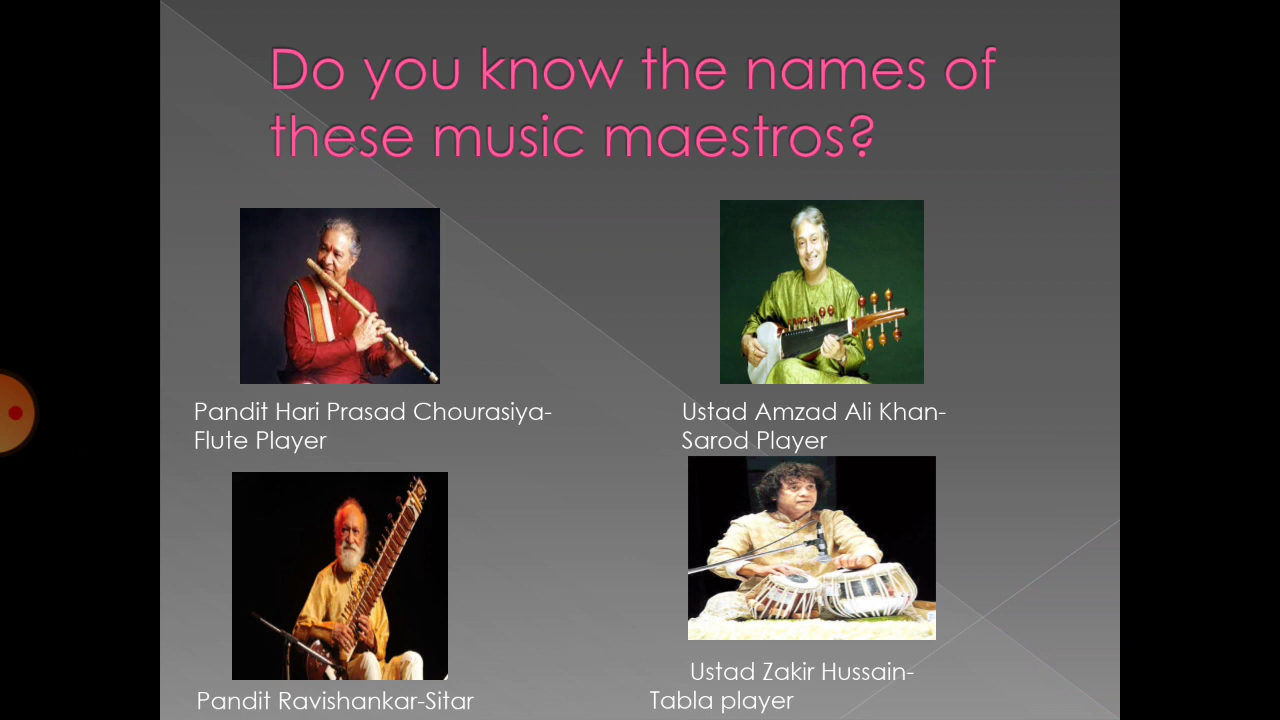 Do you know the names of
these music maestros?
Pandit Hari Prasad Chourasiya-
Flute Player
Ustad Amzad Ali Khan-
Sarod Player
Pandit Ravishankar-Sitar
Ustad Zakir Hussain-
Tabla player